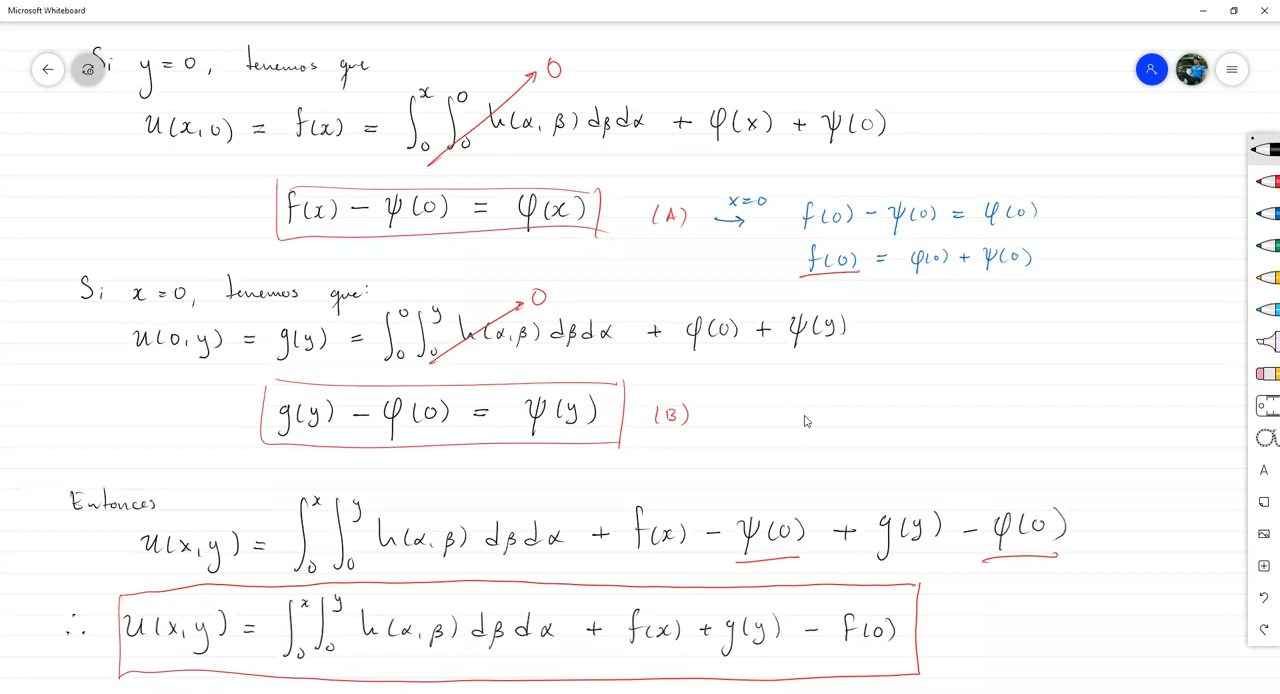 Microsoft Whiteboard
Si y = 0, tenemos que
u(x,0) = f(x) = ∫₀ˣ ∫₀⁰ h(α, β) dβ dα + φ(x) + ψ(0)
0
f(x) − ψ(0) = φ(x) (A) x=0 → f(0) − ψ(0) = φ(0)
f(0) = φ(0) + ψ(0)
Si x = 0, tenemos que:
u(0,y) = g(y) = ∫₀⁰ ∫₀ʸ h(α, β) dβ dα + φ(0) + ψ(y)
0
g(y) − φ(0) = ψ(y) (B)
Entonces
u(x,y) = ∫₀ˣ ∫₀ʸ h(α, β) dβ dα + f(x) − ψ(0) + g(y) − φ(0)
∴ u(x,y) = ∫₀ˣ ∫₀ʸ h(α, β) dβ dα + f(x) + g(y) − f(0)
A